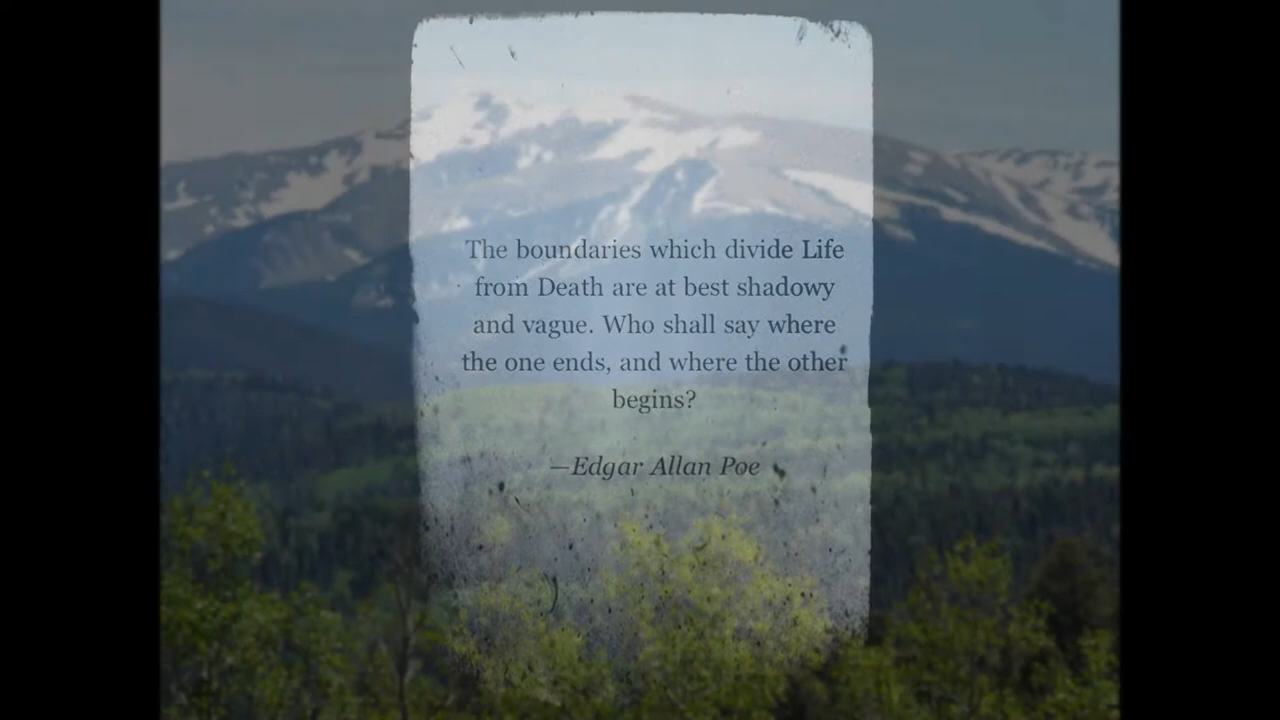 The boundaries which divide Life
from Death are at best shadowy
and vague. Who shall say where
the one ends, and where the other
begins?
—Edgar Allan Poe